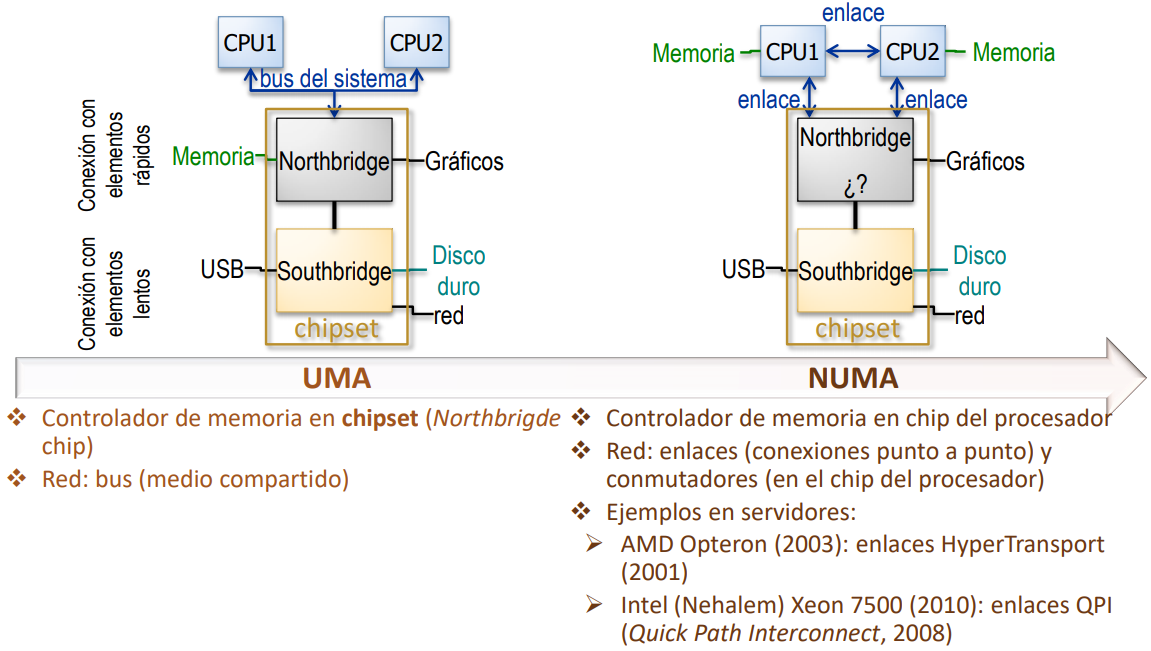 CPU1
CPU2
bus del sistema
Conexión con
elementos
rápidos
Memoria
Northbridge
Gráficos
Conexión con
elementos
lentos
USB
Southbridge
Disco
duro
red
chipset
enlace
Memoria
CPU1
CPU2
Memoria
enlace
enlace
Northbridge
¿?
Gráficos
USB
Southbridge
Disco
duro
red
chipset
UMA
NUMA
❖ Controlador de memoria en chipset (Northbrigde
chip)
❖ Red: bus (medio compartido)
❖ Controlador de memoria en chip del procesador
❖ Red: enlaces (conexiones punto a punto) y
conmutadores (en el chip del procesador)
❖ Ejemplos en servidores:
➢ AMD Opteron (2003): enlaces HyperTransport
(2001)
➢ Intel (Nehalem) Xeon 7500 (2010): enlaces QPI
(Quick Path Interconnect, 2008)